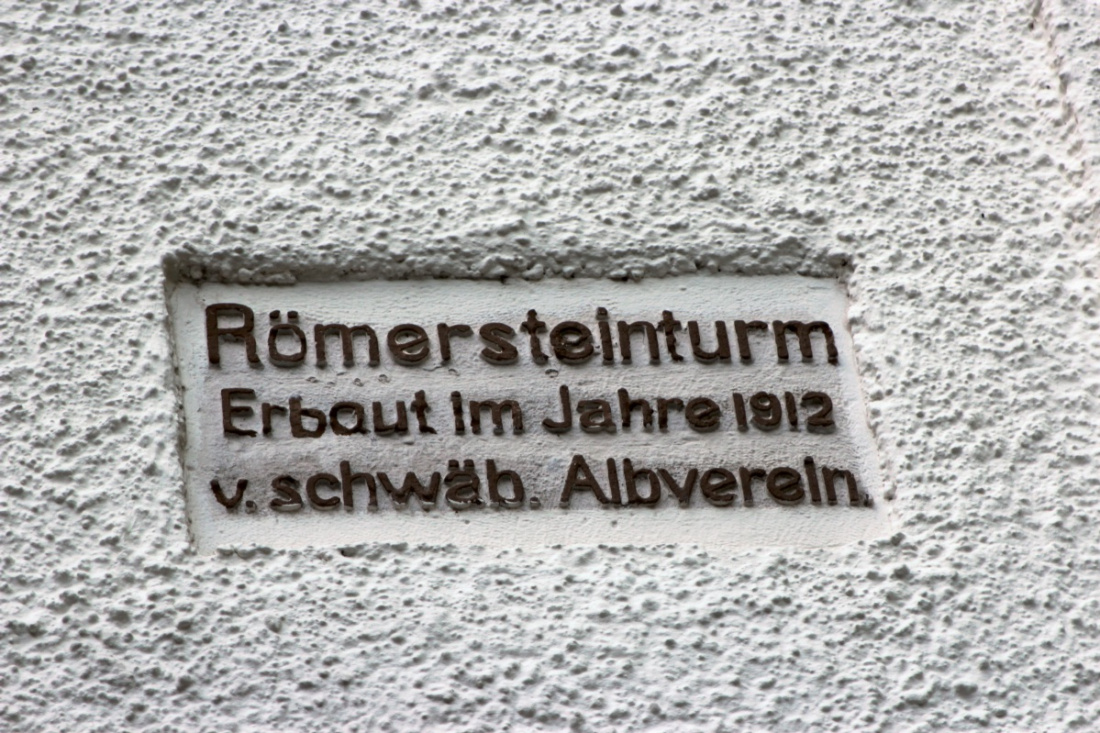 Römersteinturm
Erbaut im Jahre 1912
v. schwäb. Albverein.